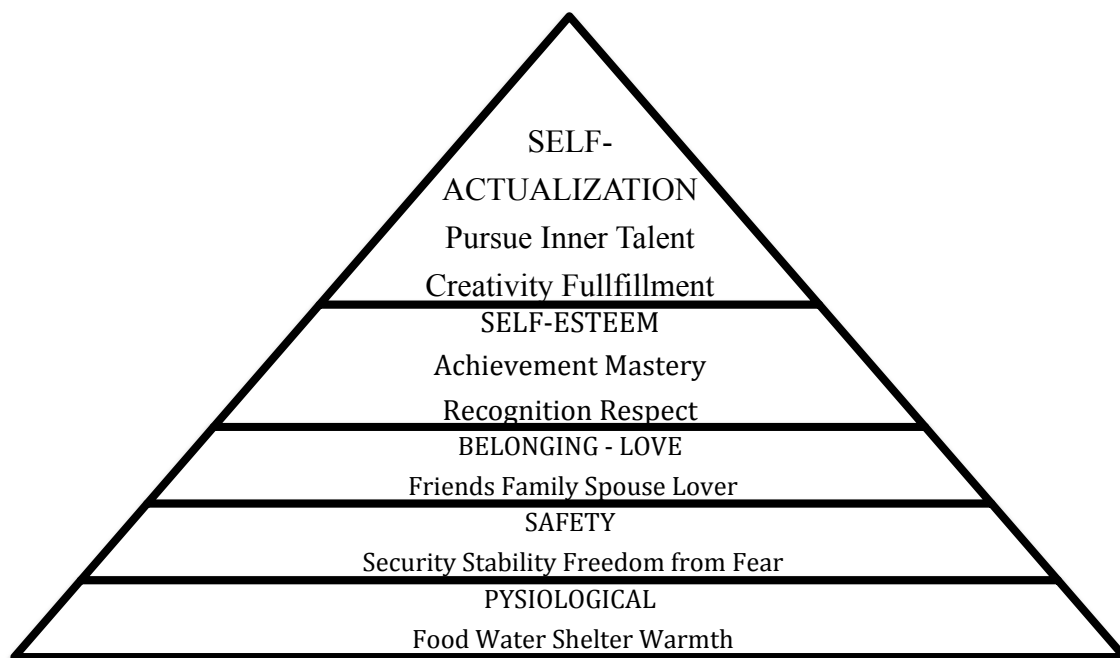 SELF-
ACTUALIZATION
Pursue Inner Talent
Creativity Fullfillment
SELF-ESTEEM
Achievement Mastery
Recognition Respect
BELONGING - LOVE
Friends Family Spouse Lover
SAFETY
Security Stability Freedom from Fear
PYSIOLOGICAL
Food Water Shelter Warmth